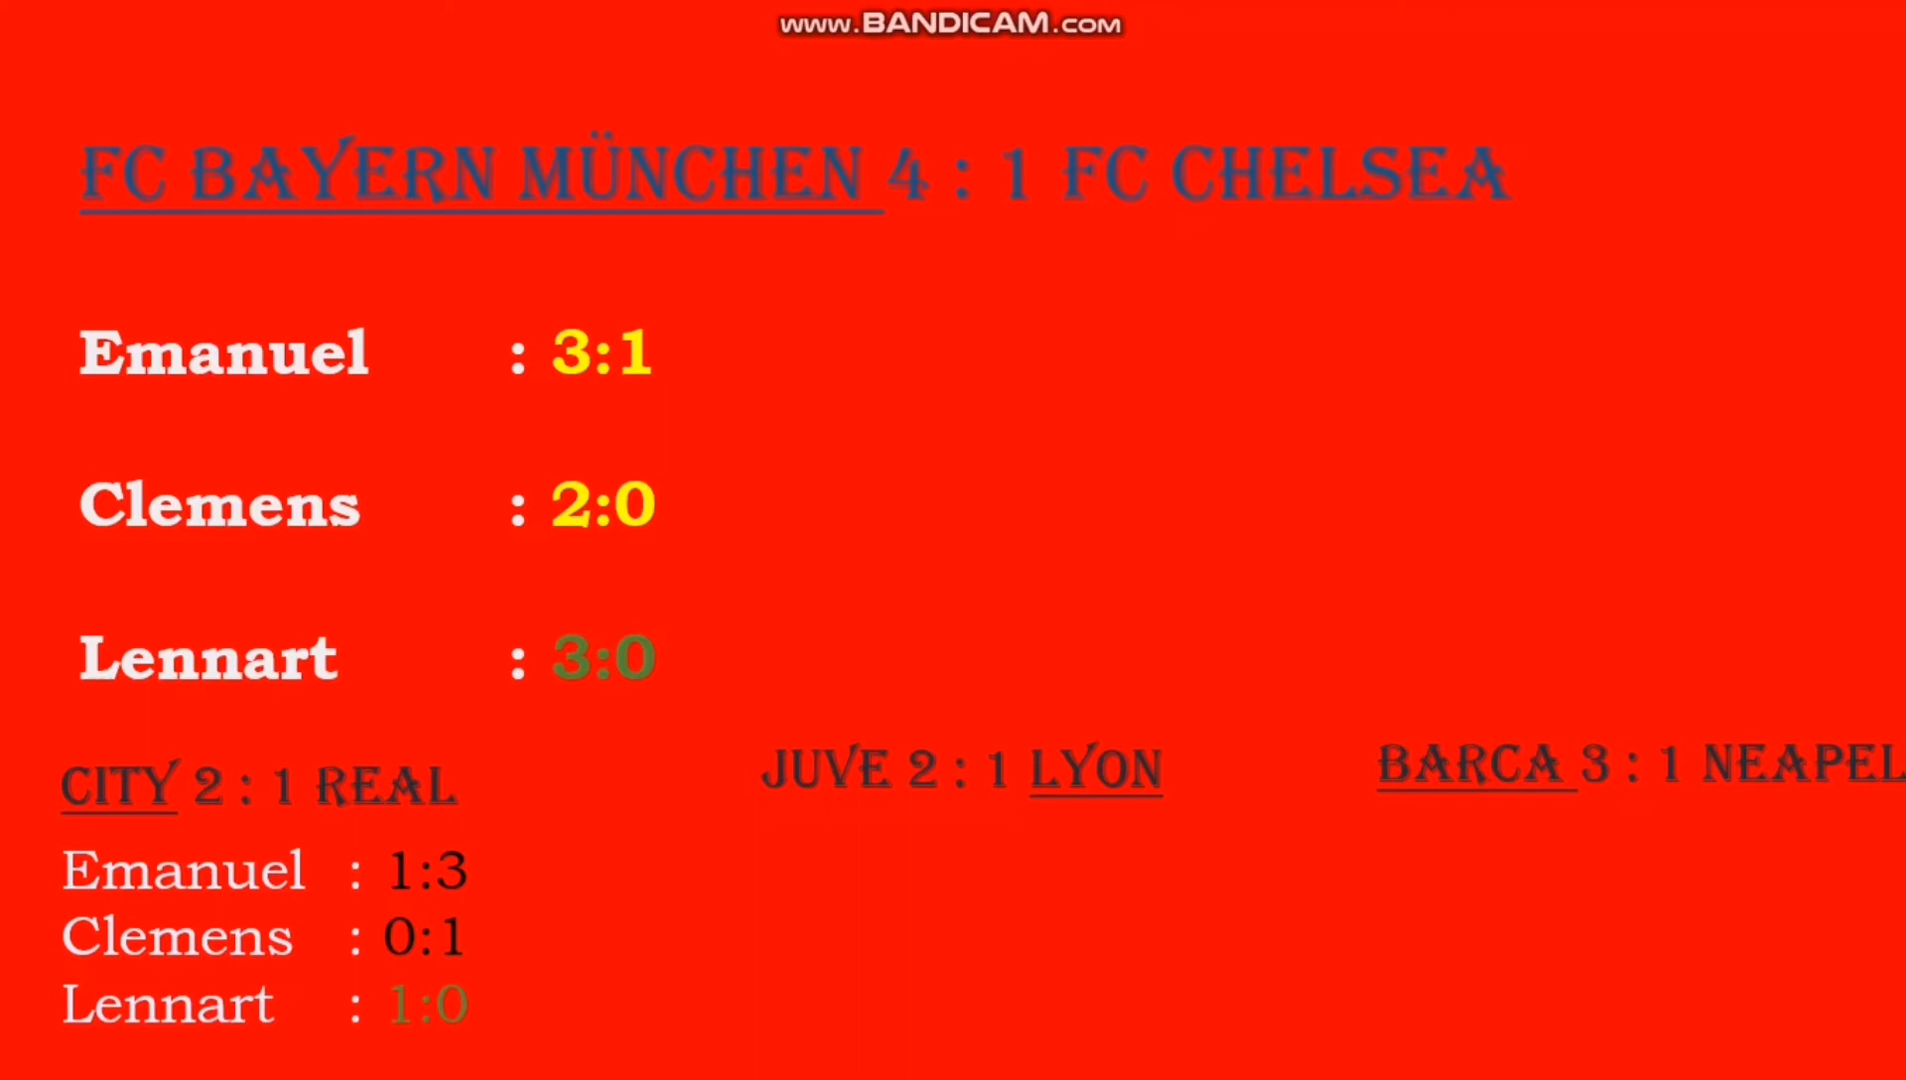 www.BANDICAM.com
FC BAYERN MÜNCHEN 4 : 1 FC CHELSEA
Emanuel : 3:1
Clemens : 2:0
Lennart : 3:0
CITY 2 : 1 REAL
Emanuel : 1:3
Clemens : 0:1
Lennart : 1:0
JUVE 2 : 1 LYON
BARCA 3 : 1 NEAPEL